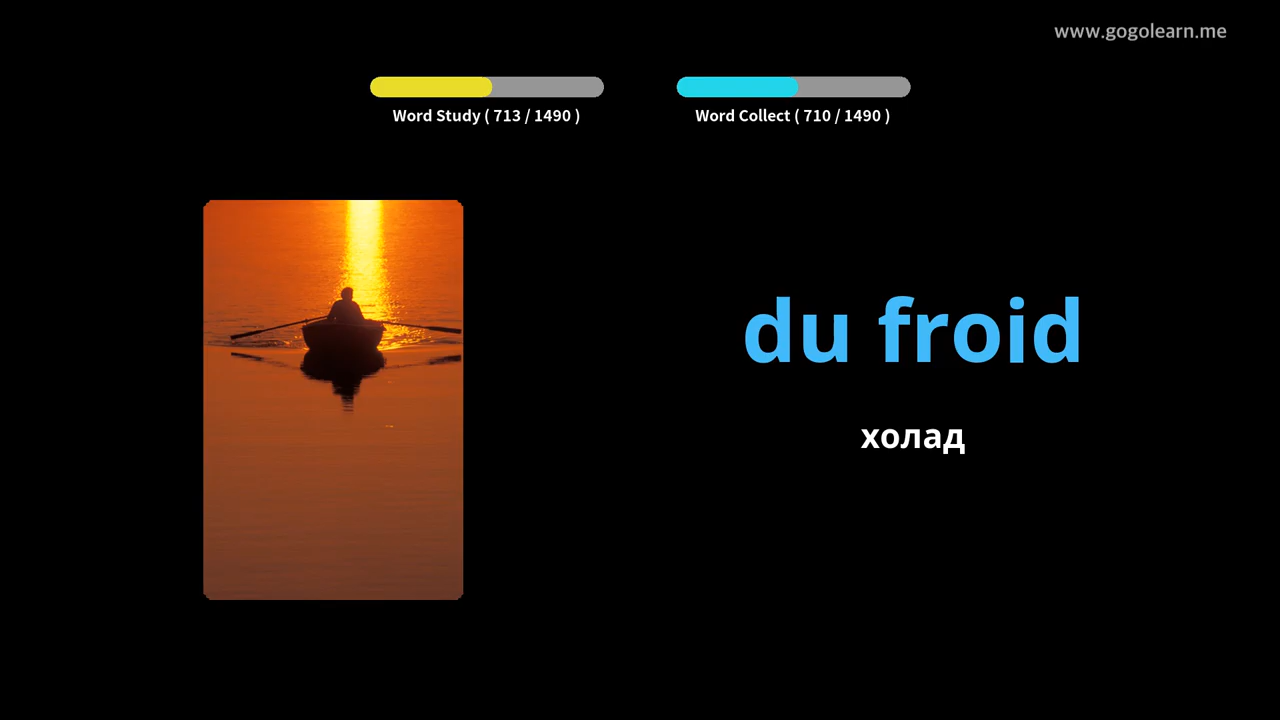 www.gogolearn.me
Word Study ( 713 / 1490 )
Word Collect ( 710 / 1490 )
du froid
холад